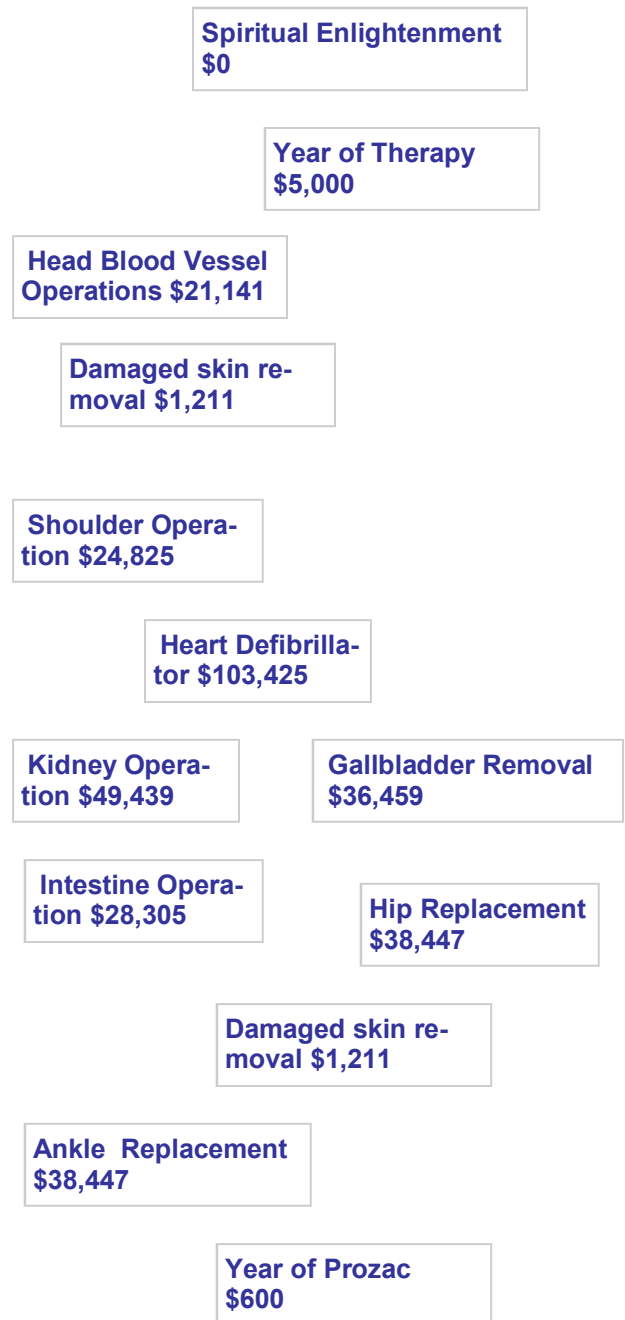 Spiritual Enlightenment
$0
Year of Therapy
$5,000
Head Blood Vessel
Operations $21,141
Damaged skin re-
moval $1,211
Shoulder Opera-
tion $24,825
Heart Defibrilla-
tor $103,425
Kidney Opera-
tion $49,439
Gallbladder Removal
$36,459
Intestine Opera-
tion $28,305
Hip Replacement
$38,447
Damaged skin re-
moval $1,211
Ankle  Replacement
$38,447
Year of Prozac
$600